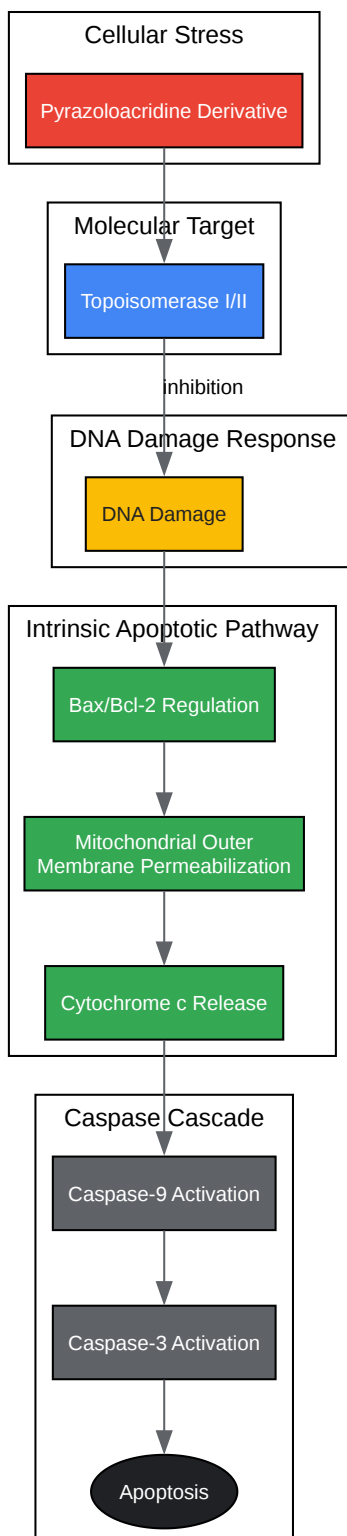 Cellular Stress
Pyrazoloacridine Derivative
Molecular Target
Topoisomerase I/II
inhibition
DNA Damage Response
DNA Damage
Intrinsic Apoptotic Pathway
Bax/Bcl-2 Regulation
Mitochondrial Outer
Membrane Permeabilization
Cytochrome c Release
Caspase Cascade
Caspase-9 Activation
Caspase-3 Activation
Apoptosis